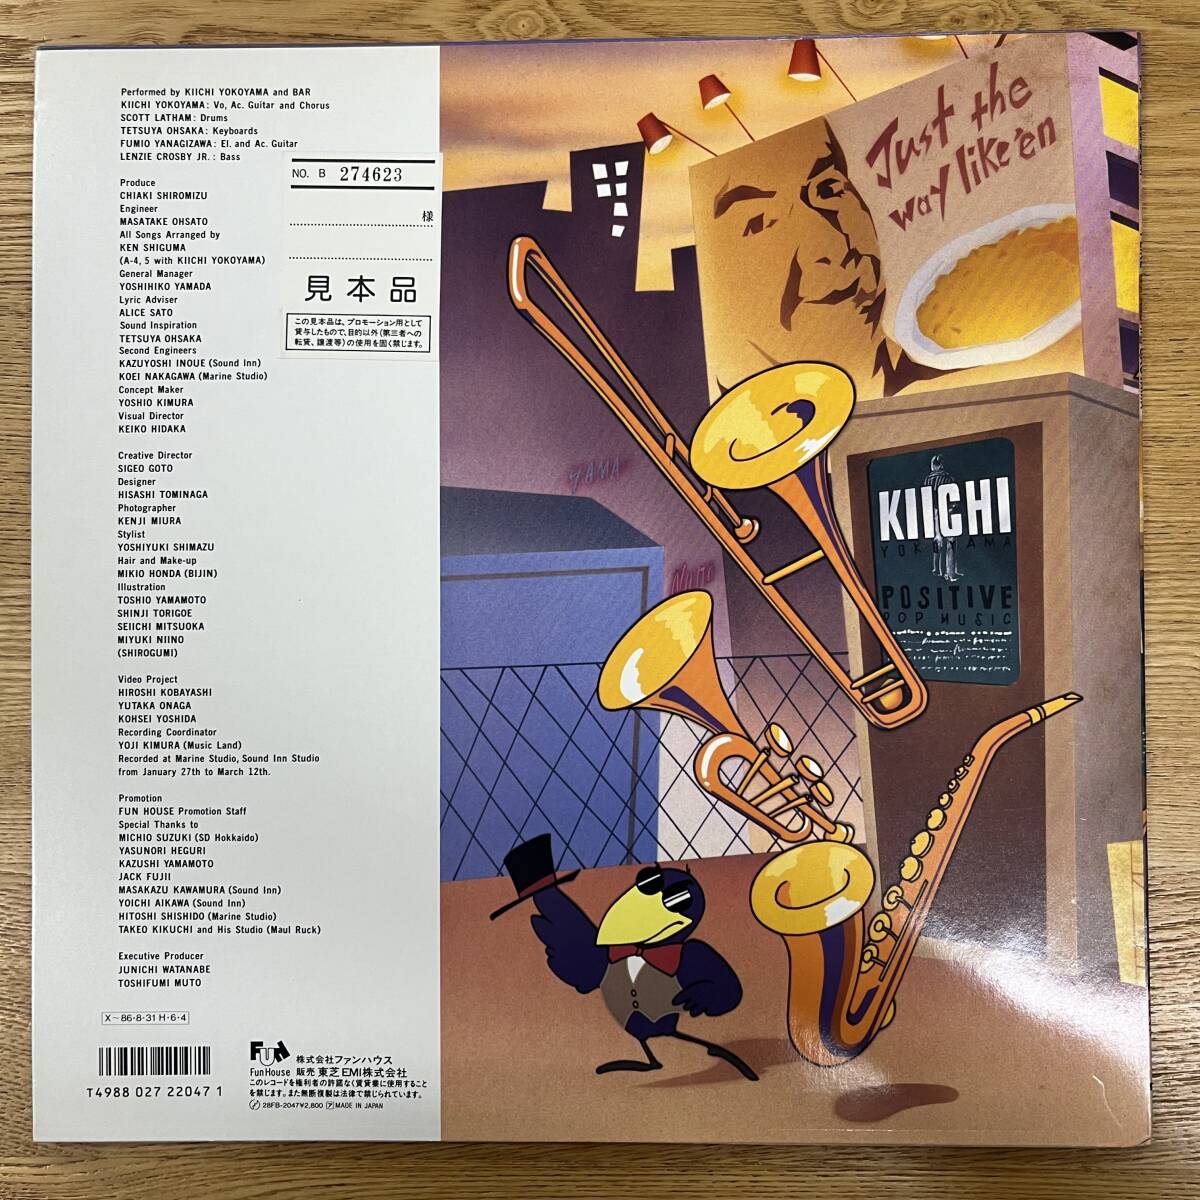 Performed by KIICHI YOKOYAMA and BAR
KIICHI YOKOYAMA: Vo, Ac. Guitar and Chorus
SCOTT LATHAM: Drums
TETSUYA OHSAKA: Keyboards
FUMIO YANAGIZAWA: El. and Ac. Guitar
LENZIE CROSBY JR.: Bass
Produce
CHIAKI SHIROMIZU
Engineer
MASATAKE OHSATO
All Songs Arranged by
KEN SHIGUMA
(A-4, 5 with KIICHI YOKOYAMA)
General Manager
YOSHIHIKO YAMADA
Lyric Adviser
ALICE SATO
Sound Inspiration
TETSUYA OHSAKA
Second Engineers
KAZUYOSHI INOUE (Sound Inn)
KOEI NAKAGAWA (Marine Studio)
Concept Maker
YOSHIO KIMURA
Visual Director
KEIKO HIDAKA
Creative Director
SIGEO GOTO
Designer
HISASHI TOMINAGA
Photographer
KENJI MIURA
Stylist
YOSHIYUKI SHIMAZU
Hair and Make-up
MIKIO HONDA (BIJIN)
Illustration
TOSHIO YAMAMOTO
SHINJI TORIGOE
SEIICHI MITSUOKA
MIYUKI NIINO
(SHIROGUMI)
Video Project
HIROSHI KOBAYASHI
YUTAKA ONAGA
KOHSEI YOSHIDA
Recording Coordinator
YOJI KIMURA (Music Land)
Recorded at Marine Studio, Sound Inn Studio
from January 27th to March 12th.
Promotion
FUN HOUSE Promotion Staff
Special Thanks to
MICHIO SUZUKI (SD Hokkaido)
YASUNORI HEGURI
KAZUSHI YAMAMOTO
JACK FUJII
MASAKAZU KAWAMURA (Sound Inn)
YOICHI AIKAWA (Sound Inn)
HITOSHI SHISHIDO (Marine Studio)
TAKEO KIKUCHI and His Studio (Maul Ruck)
Executive Producer
JUNICHI WATANABE
TOSHIFUMI MUTO
X〜86・8・31 H・6・4
T4988 027 22047 1
Fun
Fun House
株式会社ファンハウス
販売 東芝EMI株式会社
このレコードを権利者の許諾なく賃貸業に使用すること
を禁じます。また無断複製は法律で禁じられています。
28FB-2047 ¥2,800 ア MADE IN JAPAN
NO. B 274623
様
見本品
この見本品は、プロモーション用として
貸与したもので、目的以外(第三者への
転貸、譲渡等)の使用を固く禁じます。
Just the
way like'en
YAMA
Music
KIICHI
YOKOYAMA
POSITIVE
POP MUSIC